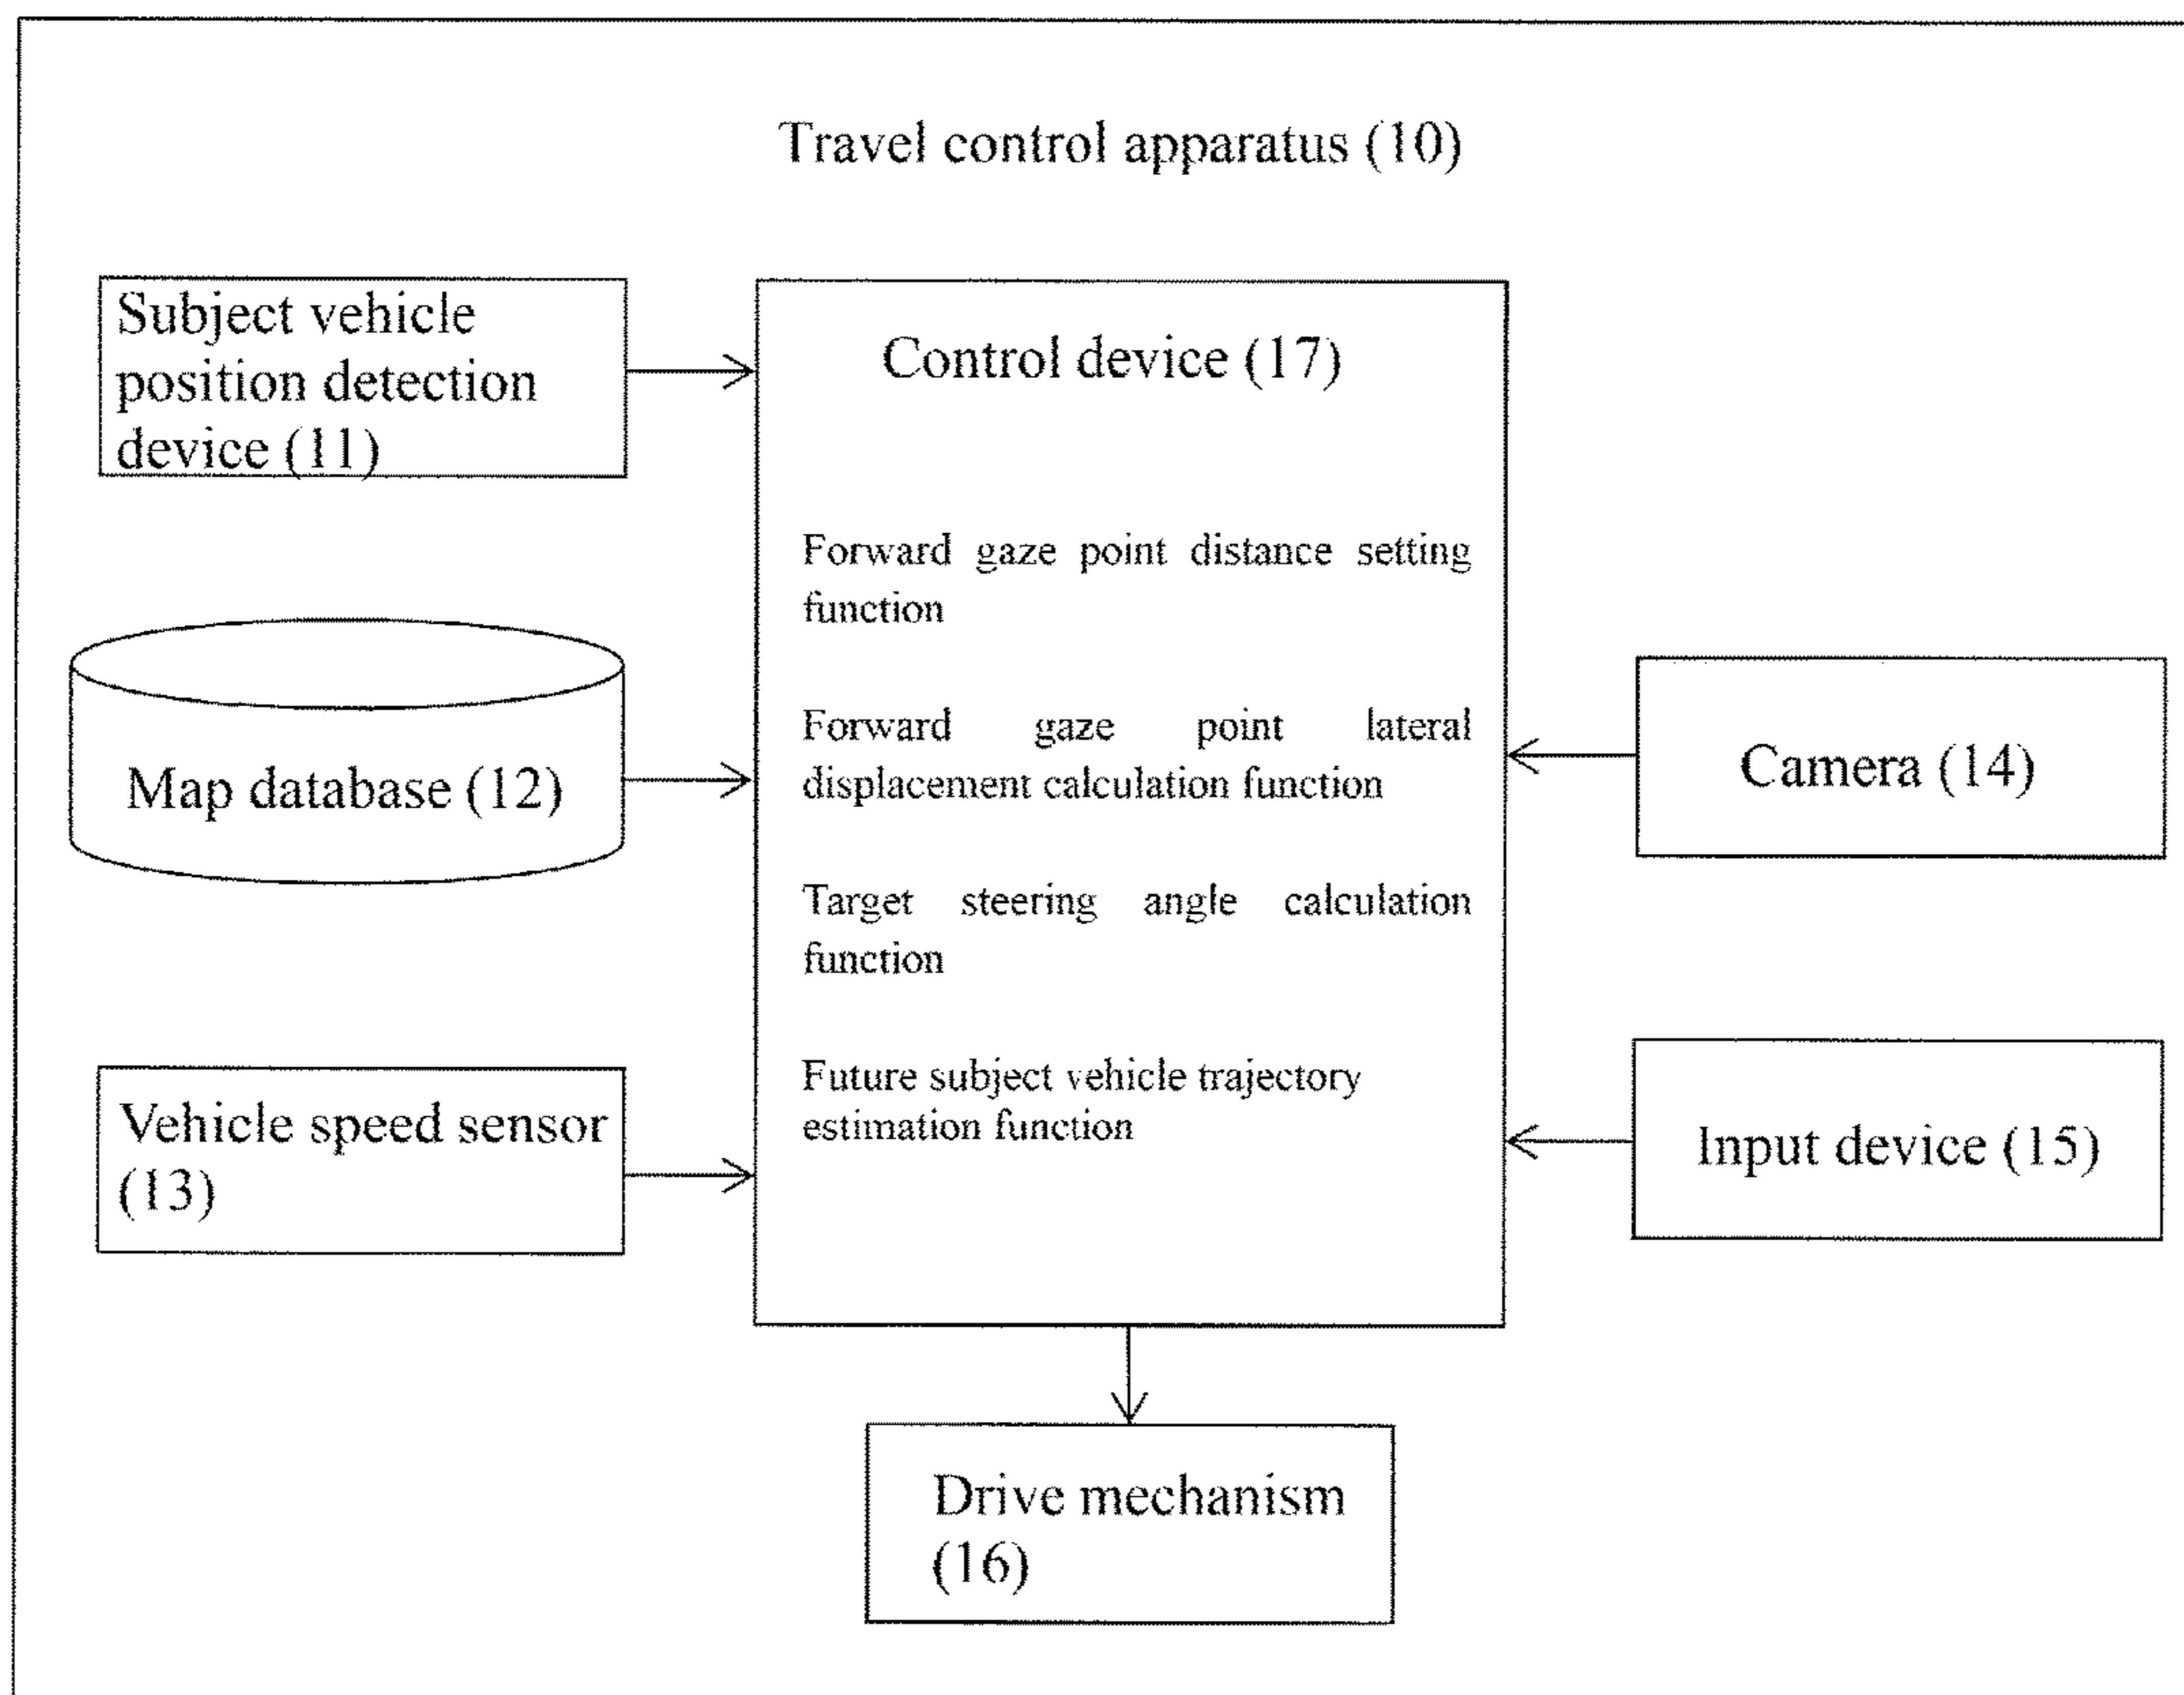 Travel control apparatus (10)
Subject vehicle
position detection
device (11)
Map database (12)
Vehicle speed sensor
(13)
Control device (17)
Forward gaze point distance setting
function
Forward gaze point lateral
displacement calculation function
Target steering angle calculation
function
Future subject vehicle trajectory
estimation function
Camera (14)
Input device (15)
Drive mechanism
(16)